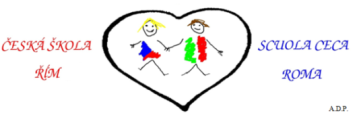 ČESKÁ ŠKOLA
ŘÍM
SCUOLA CECA
ROMA
A.D.P.